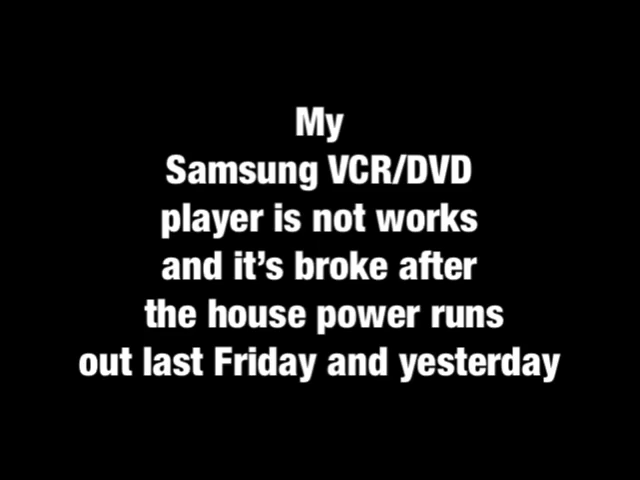 My
Samsung VCR/DVD
player is not works
and it’s broke after
the house power runs
out last Friday and yesterday